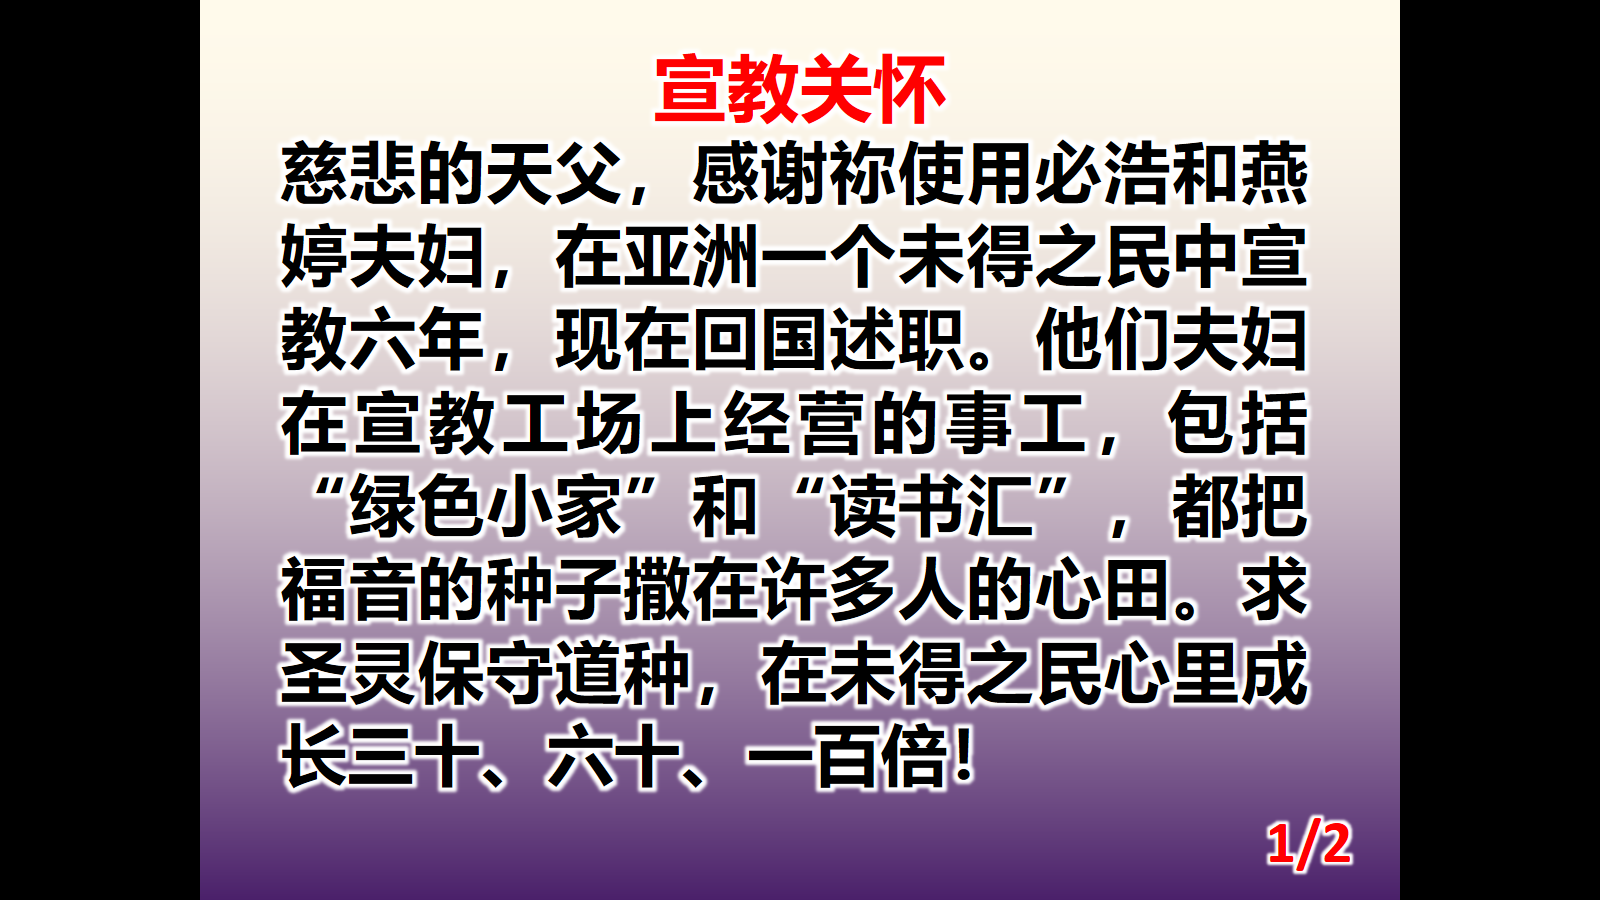 宣教关怀
慈悲的天父，感谢祢使用必浩和燕
婷夫妇，在亚洲一个未得之民中宣
教六年，现在回国述职。他们夫妇
在宣教工场上经营的事工，包括
“绿色小家”和“读书汇”，都把
福音的种子撒在许多人的心田。求
圣灵保守道种，在未得之民心里成
长三十、六十、一百倍！
1/2